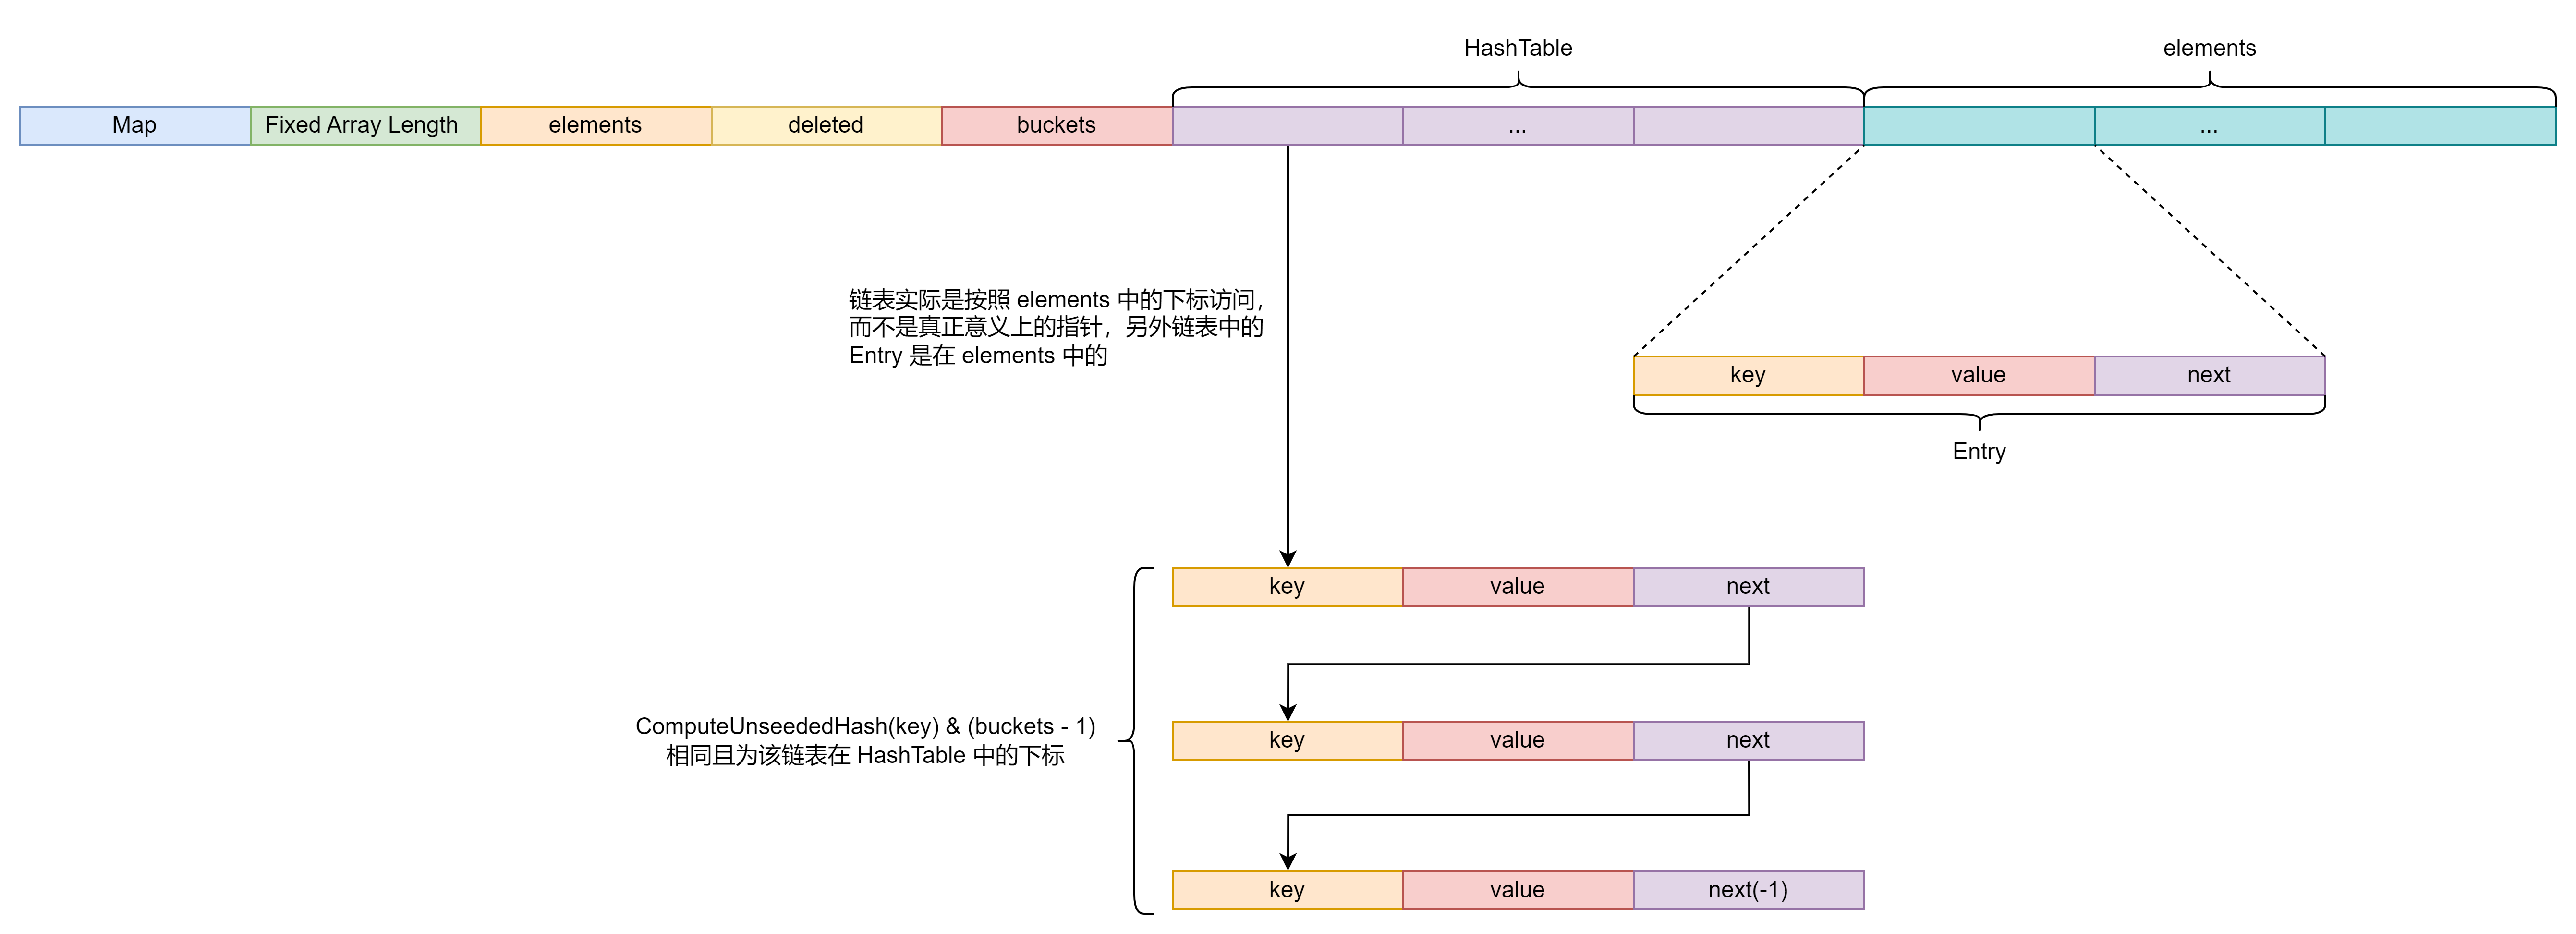 HashTable
elements
Map
Fixed Array Length
elements
deleted
buckets
...
...
链表实际是按照 elements 中的下标访问，
而不是真正意义上的指针，另外链表中的
Entry 是在 elements 中的
key
value
next
Entry
key
value
next
ComputeUnseededHash(key) & (buckets - 1)
相同且为该链表在 HashTable 中的下标
key
value
next
key
value
next(-1)